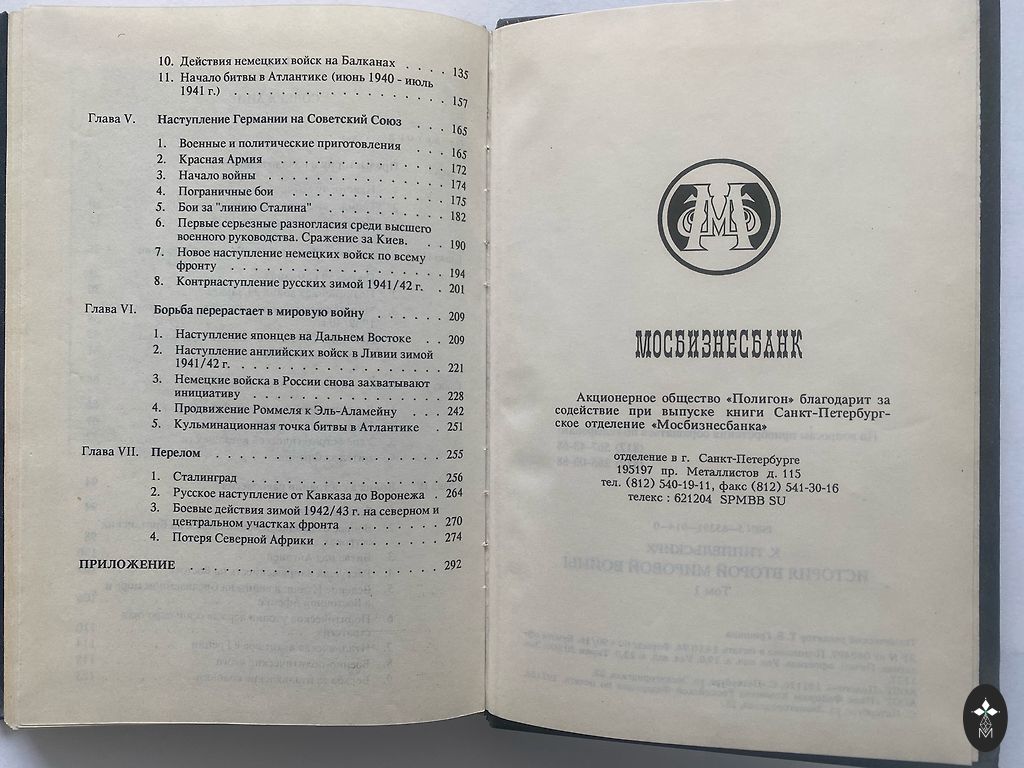 10. Действия немецких войск на Балканах . . . . 135
11. Начало битвы в Атлантике (июнь 1940 - июль
1941 г.) . . . . . . . . . . . . . . . . . 157
Глава V. Наступление Германии на Советский Союз . . . 165
1. Военные и политические приготовления . . . . 165
2. Красная Армия . . . . . . . . . . . . . . 172
3. Начало войны . . . . . . . . . . . . . . 174
4. Пограничные бои . . . . . . . . . . . . . 175
5. Бои за "линию Сталина" . . . . . . . . . . 182
6. Первые серьезные разногласия среди высшего
военного руководства. Сражение за Киев. . . 190
7. Новое наступление немецких войск по всему
фронту . . . . . . . . . . . . . . . . . 194
8. Контрнаступление русских зимой 1941/42 г. . 201
Глава VI. Борьба перерастает в мировую войну . . . . . . 209
1. Наступление японцев на Дальнем Востоке . . 209
2. Наступление английских войск в Ливии зимой
1941/42 г. . . . . . . . . . . . . . . . . 221
3. Немецкие войска в России снова захватывают
инициативу . . . . . . . . . . . . . . . 228
4. Продвижение Роммеля к Эль-Аламейну . . . 242
5. Кульминационная точка битвы в Атлантике . 251
Глава VII. Перелом . . . . . . . . . . . . . . . . . . 255
1. Сталинград . . . . . . . . . . . . . . . 256
2. Русское наступление от Кавказа до Воронежа . 264
3. Боевые действия зимой 1942/43 г. на северном и
центральном участках фронта . . . . . . . 270
4. Потеря Северной Африки . . . . . . . . . . 274
ПРИЛОЖЕНИЕ . . . . . . . . . . . . . . . . . . . . 292
МОСБИЗНЕСБАНК
Акционерное общество «Полигон» благодарит за
содействие при выпуске книги Санкт-Петербург-
ское отделение «Мосбизнесбанка»
отделение в г. Санкт-Петербурге
195197 пр. Металлистов д. 115
тел. (812) 540-19-11, факс (812) 541-30-16
телекс : 621204 SPMBB SU